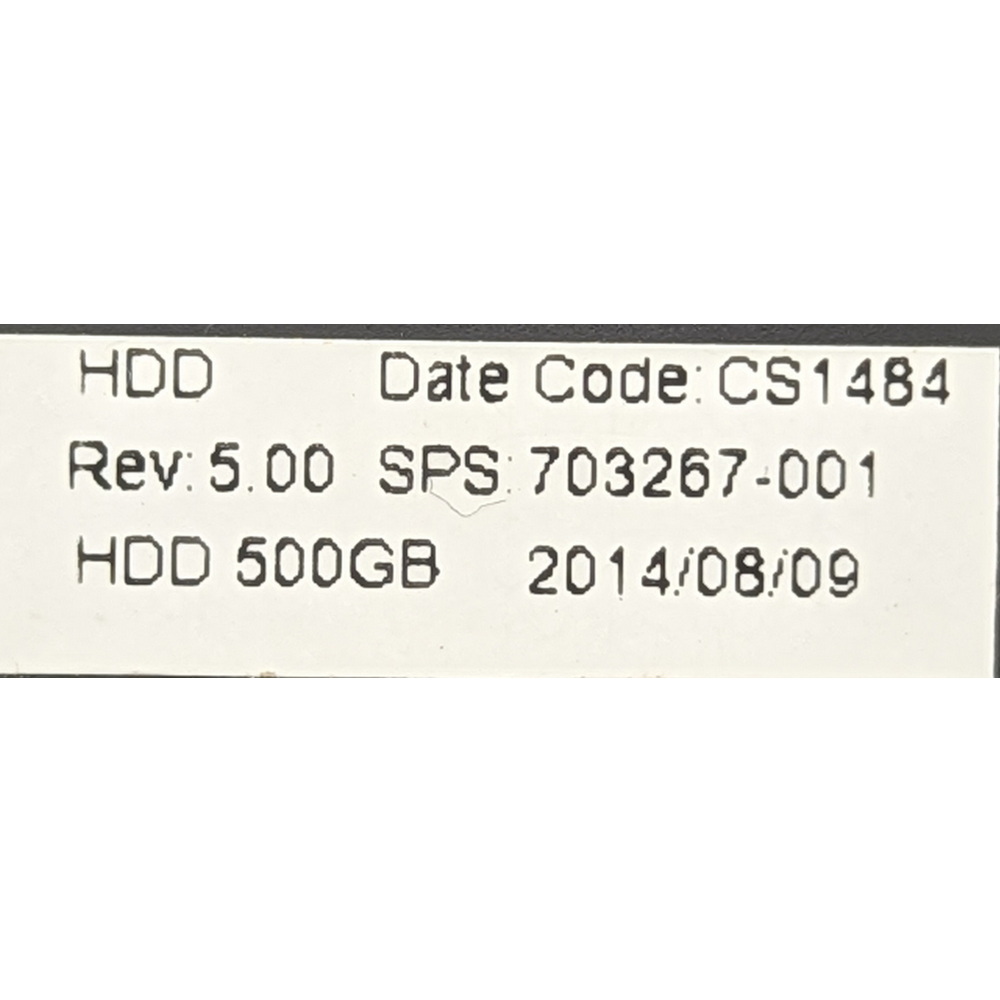 HDD Date Code: CS1484
Rev: 5.00 SPS: 703267-001
HDD 500GB 2014/08/09